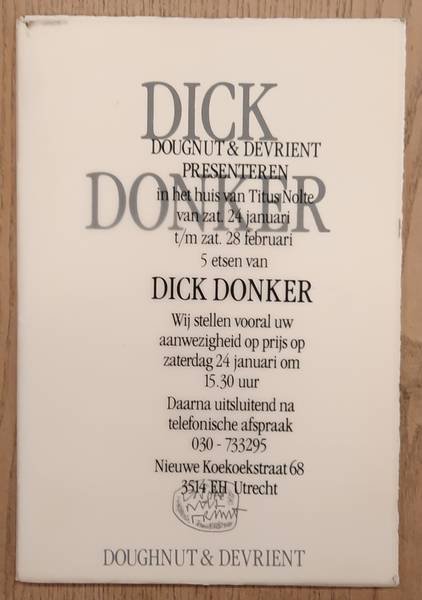 DICK
DOUGNUT & DEVRIENT
PRESENTEREN
in het huis van Titus Nolte
DONKER
van zat. 24 januari
t/m zat. 28 februari
5 etsen van
DICK DONKER
Wij stellen vooral uw
aanwezigheid op prijs op
zaterdag 24 januari om
15.30 uur
Daarna uitsluitend na
telefonische afspraak
030 - 733295
Nieuwe Koekoekstraat 68
3514 EH Utrecht
DOUGHNUT & DEVRIENT